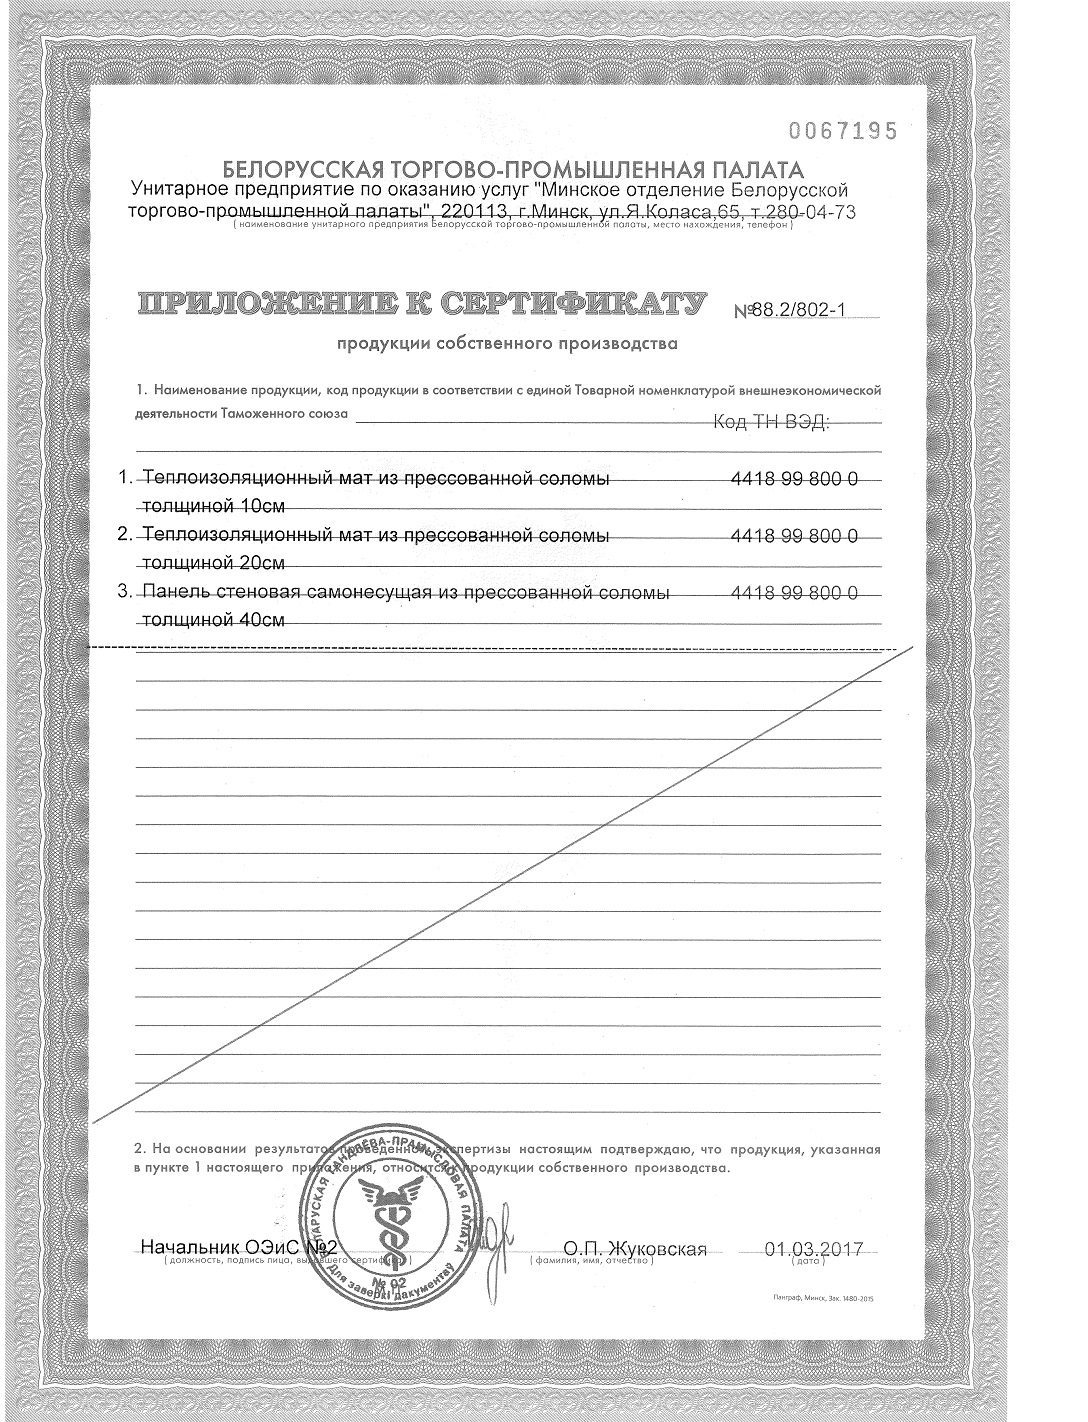 0067195
БЕЛОРУССКАЯ ТОРГОВО-ПРОМЫШЛЕННАЯ ПАЛАТА
Унитарное предприятие по оказанию услуг "Минское отделение Белорусской
торгово-промышленной палаты", 220113, г.Минск, ул.Я.Коласа,65, т.280-04-73
( наименование унитарного предприятия Белорусской торгово-промышленной палаты, место нахождения, телефон )
ПРИЛОЖЕНИЕ К СЕРТИФИКАТУ №88.2/802-1
продукции собственного производства
1. Наименование продукции, код продукции в соответствии с единой Товарной номенклатурой внешнеэкономической
деятельности Таможенного союза
Код ТН ВЭД:
1. Теплоизоляционный мат из прессованной соломы 4418 99 800 0
толщиной 10см
2. Теплоизоляционный мат из прессованной соломы 4418 99 800 0
толщиной 20см
3. Панель стеновая самонесущая из прессованной соломы 4418 99 800 0
толщиной 40см
2. На основании результатов проведенной экспертизы настоящим подтверждаю, что продукция, указанная
в пункте 1 настоящего приложения, относится к продукции собственного производства.
БЕЛАРУСКАЯ ГАНДЛЁВА-ПРАМЫСЛОВАЯ ПАЛАТА
№ 02
Для заверкі дакументаў
Начальник ОЭиС №2 О.П. Жуковская 01.03.2017
( должность, подпись лица, выдавшего сертификат ) ( фамилия, имя, отчество ) ( дата )
Панграф, Минск, Зак. 1480-2015